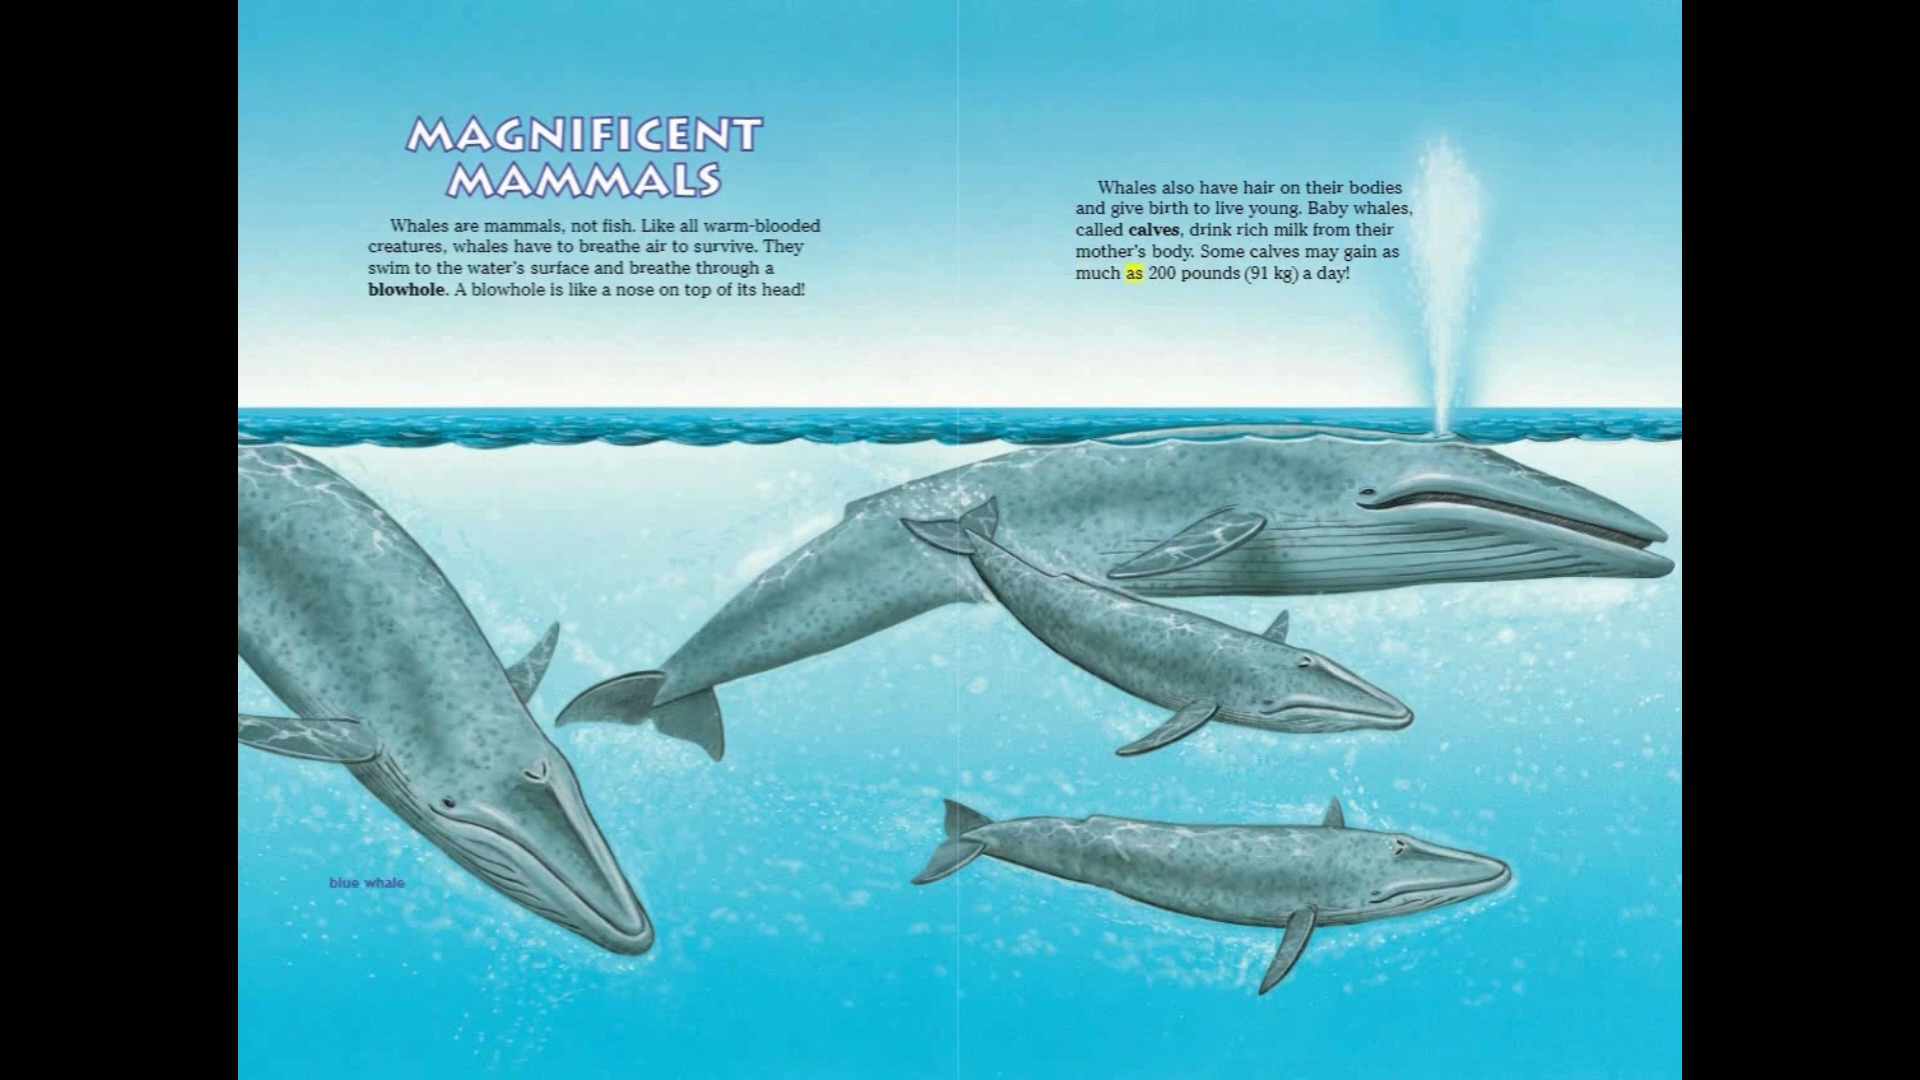 MAGNIFICENT
MAMMALS
Whales are mammals, not fish. Like all warm-blooded
creatures, whales have to breathe air to survive. They
swim to the water's surface and breathe through a
blowhole. A blowhole is like a nose on top of its head!
Whales also have hair on their bodies
and give birth to live young. Baby whales,
called calves, drink rich milk from their
mother's body. Some calves may gain as
much as 200 pounds (91 kg) a day!
blue whale